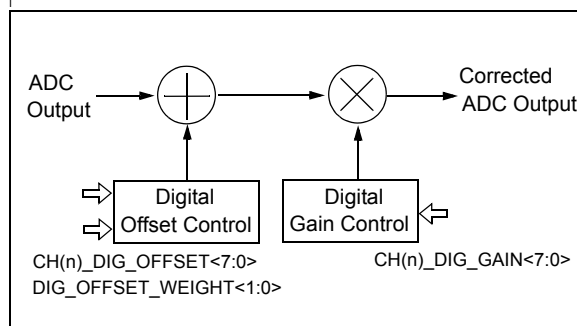 ADC
Output
Corrected
ADC Output
Digital
Offset Control
Digital
Gain Control
CH(n)_DIG_OFFSET<7:0>
DIG_OFFSET_WEIGHT<1:0>
CH(n)_DIG_GAIN<7:0>